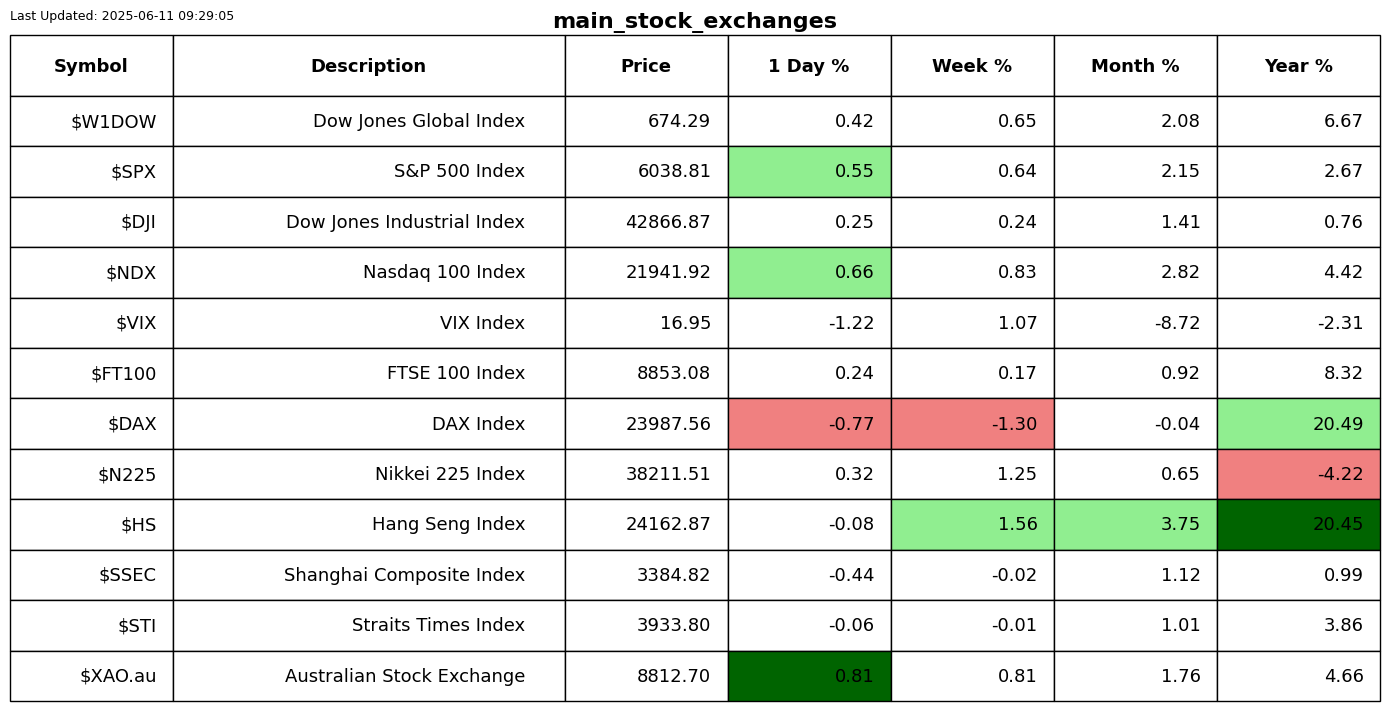 Last Updated: 2025-06-11 09:29:05
main_stock_exchanges
Symbol Description Price 1 Day % Week % Month % Year %
$W1DOW Dow Jones Global Index 674.29 0.42 0.65 2.08 6.67
$SPX S&P 500 Index 6038.81 0.55 0.64 2.15 2.67
$DJI Dow Jones Industrial Index 42866.87 0.25 0.24 1.41 0.76
$NDX Nasdaq 100 Index 21941.92 0.66 0.83 2.82 4.42
$VIX VIX Index 16.95 -1.22 1.07 -8.72 -2.31
$FT100 FTSE 100 Index 8853.08 0.24 0.17 0.92 8.32
$DAX DAX Index 23987.56 -0.77 -1.30 -0.04 20.49
$N225 Nikkei 225 Index 38211.51 0.32 1.25 0.65 -4.22
$HS Hang Seng Index 24162.87 -0.08 1.56 3.75 20.45
$SSEC Shanghai Composite Index 3384.82 -0.44 -0.02 1.12 0.99
$STI Straits Times Index 3933.80 -0.06 -0.01 1.01 3.86
$XAO.au Australian Stock Exchange 8812.70 0.81 0.81 1.76 4.66